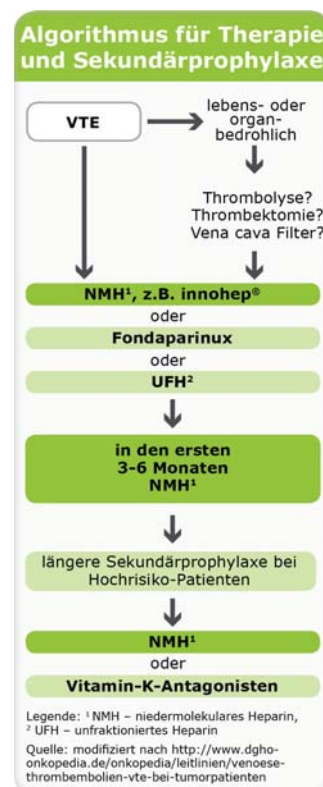 Algorithmus für Therapie
und Sekundärprophylaxe
VTE
lebens- oder
organ-
bedrohlich
Thrombolyse?
Thrombektomie?
Vena cava Filter?
NMH¹, z.B. innohep®
oder
Fondaparinux
oder
UFH²
in den ersten
3-6 Monaten
NMH¹
längere Sekundärprophylaxe bei
Hochrisiko-Patienten
NMH¹
oder
Vitamin-K-Antagonisten
Legende: ¹ NMH – niedermolekulares Heparin,
² UFH – unfraktioniertes Heparin
Quelle: modifiziert nach http://www.dgho-
onkopedia.de/onkopedia/leitlinien/venoese-
thrombembolien-vte-bei-tumorpatienten